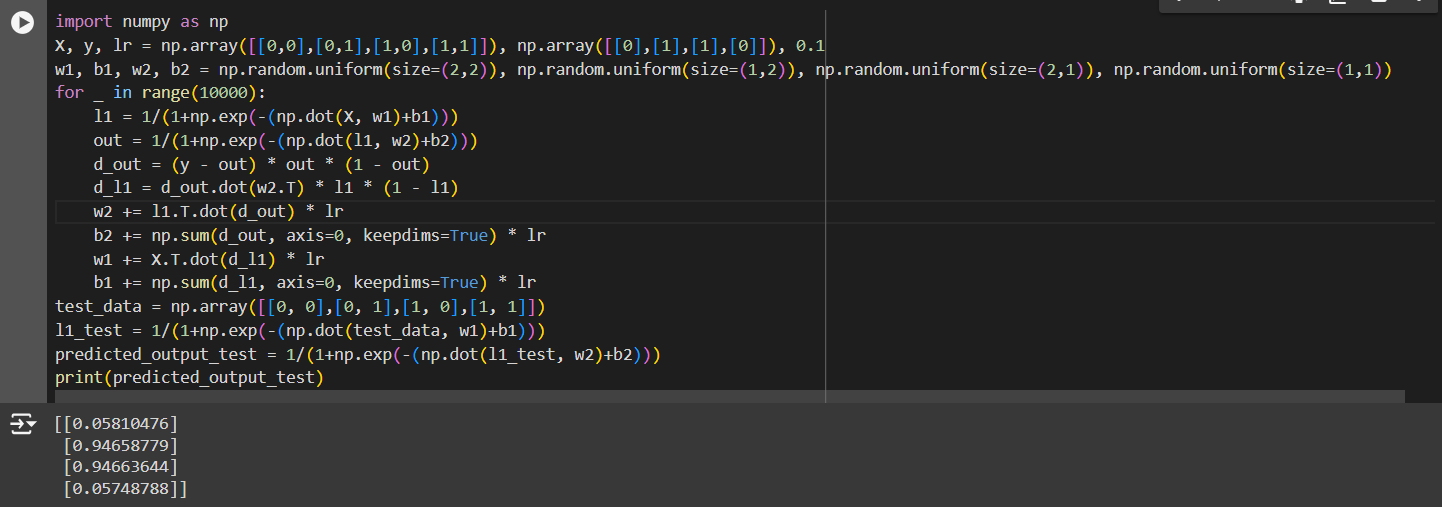 import numpy as np
X, y, lr = np.array([[0,0],[0,1],[1,0],[1,1]]), np.array([[0],[1],[1],[0]]), 0.1
w1, b1, w2, b2 = np.random.uniform(size=(2,2)), np.random.uniform(size=(1,2)), np.random.uniform(size=(2,1)), np.random.uniform(size=(1,1))
for _ in range(10000):
    l1 = 1/(1+np.exp(-(np.dot(X, w1)+b1)))
    out = 1/(1+np.exp(-(np.dot(l1, w2)+b2)))
    d_out = (y - out) * out * (1 - out)
    d_l1 = d_out.dot(w2.T) * l1 * (1 - l1)
    w2 += l1.T.dot(d_out) * lr
    b2 += np.sum(d_out, axis=0, keepdims=True) * lr
    w1 += X.T.dot(d_l1) * lr
    b1 += np.sum(d_l1, axis=0, keepdims=True) * lr
test_data = np.array([[0, 0],[0, 1],[1, 0],[1, 1]])
l1_test = 1/(1+np.exp(-(np.dot(test_data, w1)+b1)))
predicted_output_test = 1/(1+np.exp(-(np.dot(l1_test, w2)+b2)))
print(predicted_output_test)
[[0.05810476]
 [0.94658779]
 [0.94663644]
 [0.05748788]]